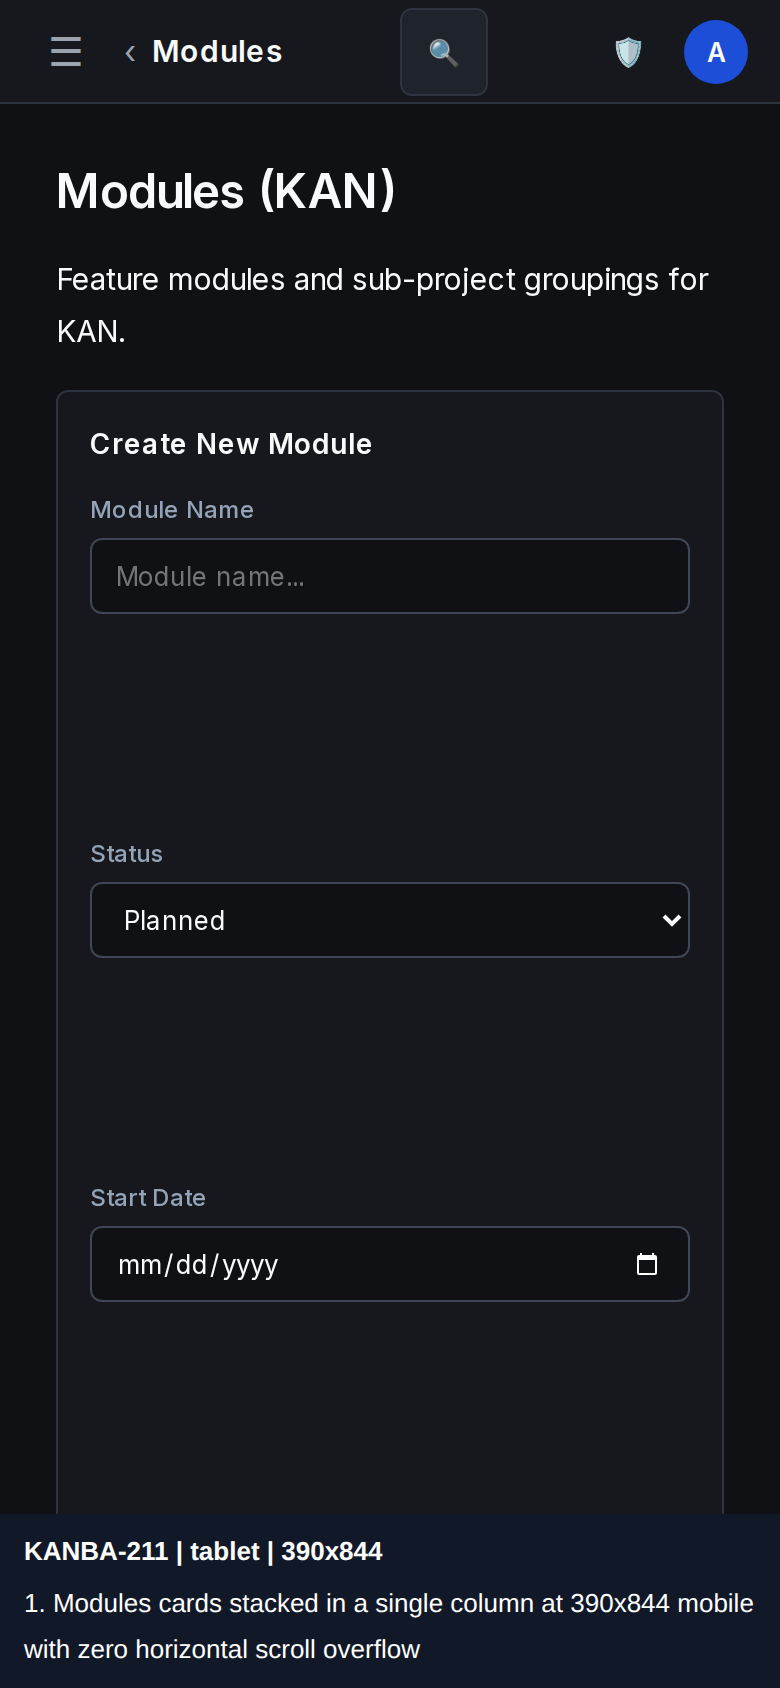 ‹ Modules
A
Modules (KAN)
Feature modules and sub-project groupings for
KAN.
Create New Module
Module Name
Module name...
Status
Planned
Start Date
mm/dd/yyyy
KANBA-211 | tablet | 390x844
1. Modules cards stacked in a single column at 390x844 mobile
with zero horizontal scroll overflow